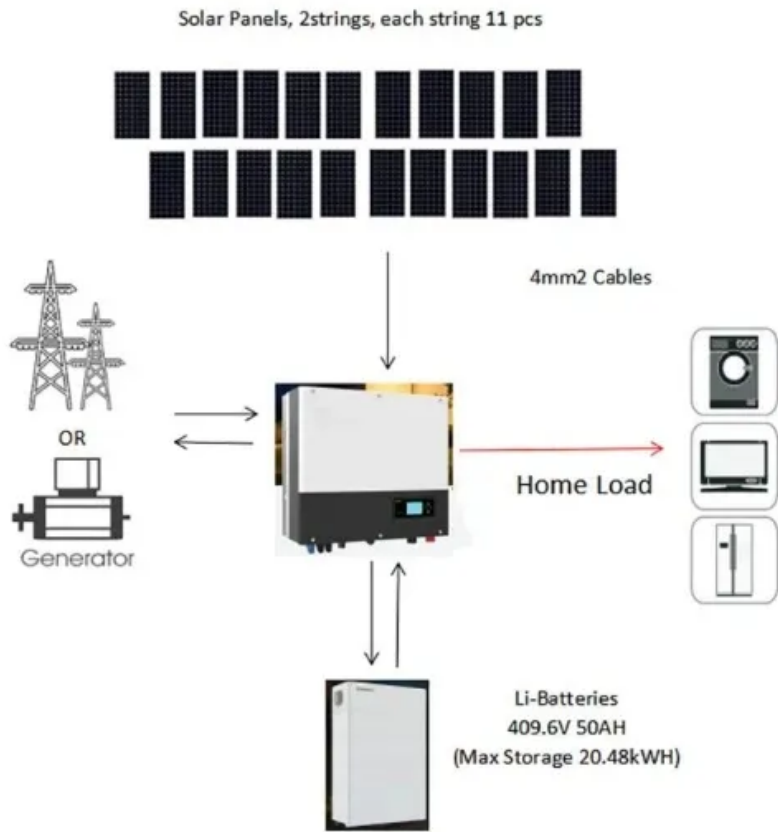 Solar Panels, 2strings, each string 11 pcs
4mm2 Cables
OR
Generator
Home Load
Li-Batteries
409.6V 50AH
(Max Storage 20.48kWH)